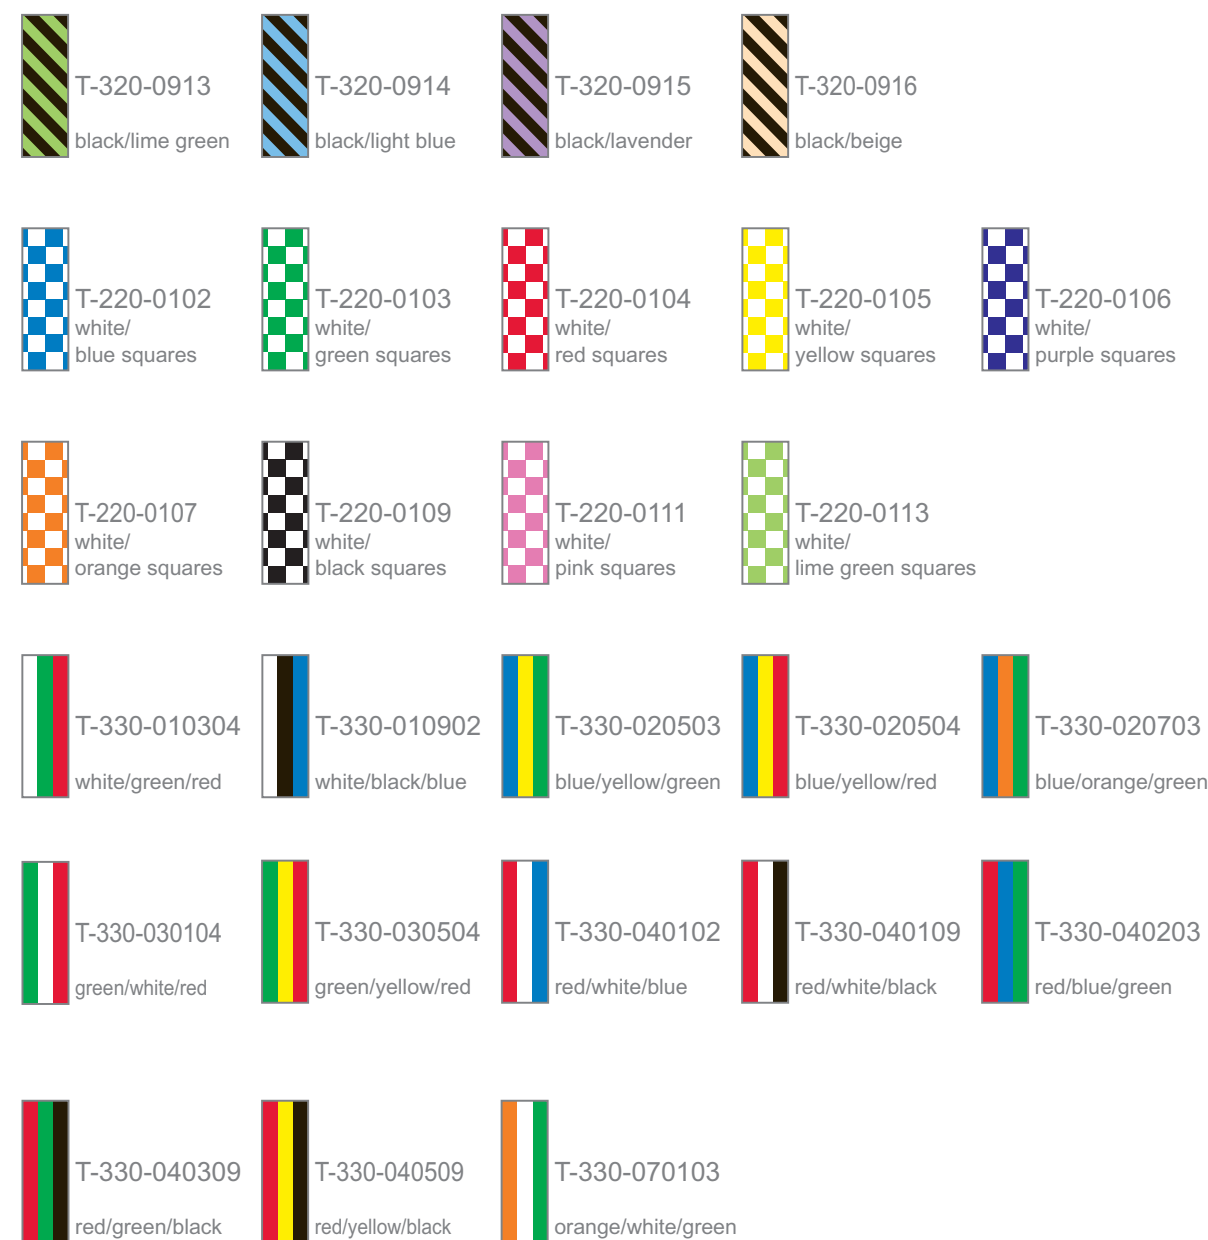 T-320-0913
black/lime green
T-320-0914
black/light blue
T-320-0915
black/lavender
T-320-0916
black/beige
T-220-0102
white/
blue squares
T-220-0103
white/
green squares
T-220-0104
white/
red squares
T-220-0105
white/
yellow squares
T-220-0106
white/
purple squares
T-220-0107
white/
orange squares
T-220-0109
white/
black squares
T-220-0111
white/
pink squares
T-220-0113
white/
lime green squares
T-330-010304
white/green/red
T-330-010902
white/black/blue
T-330-020503
blue/yellow/green
T-330-020504
blue/yellow/red
T-330-020703
blue/orange/green
T-330-030104
green/white/red
T-330-030504
green/yellow/red
T-330-040102
red/white/blue
T-330-040109
red/white/black
T-330-040203
red/blue/green
T-330-040309
red/green/black
T-330-040509
red/yellow/black
T-330-070103
orange/white/green